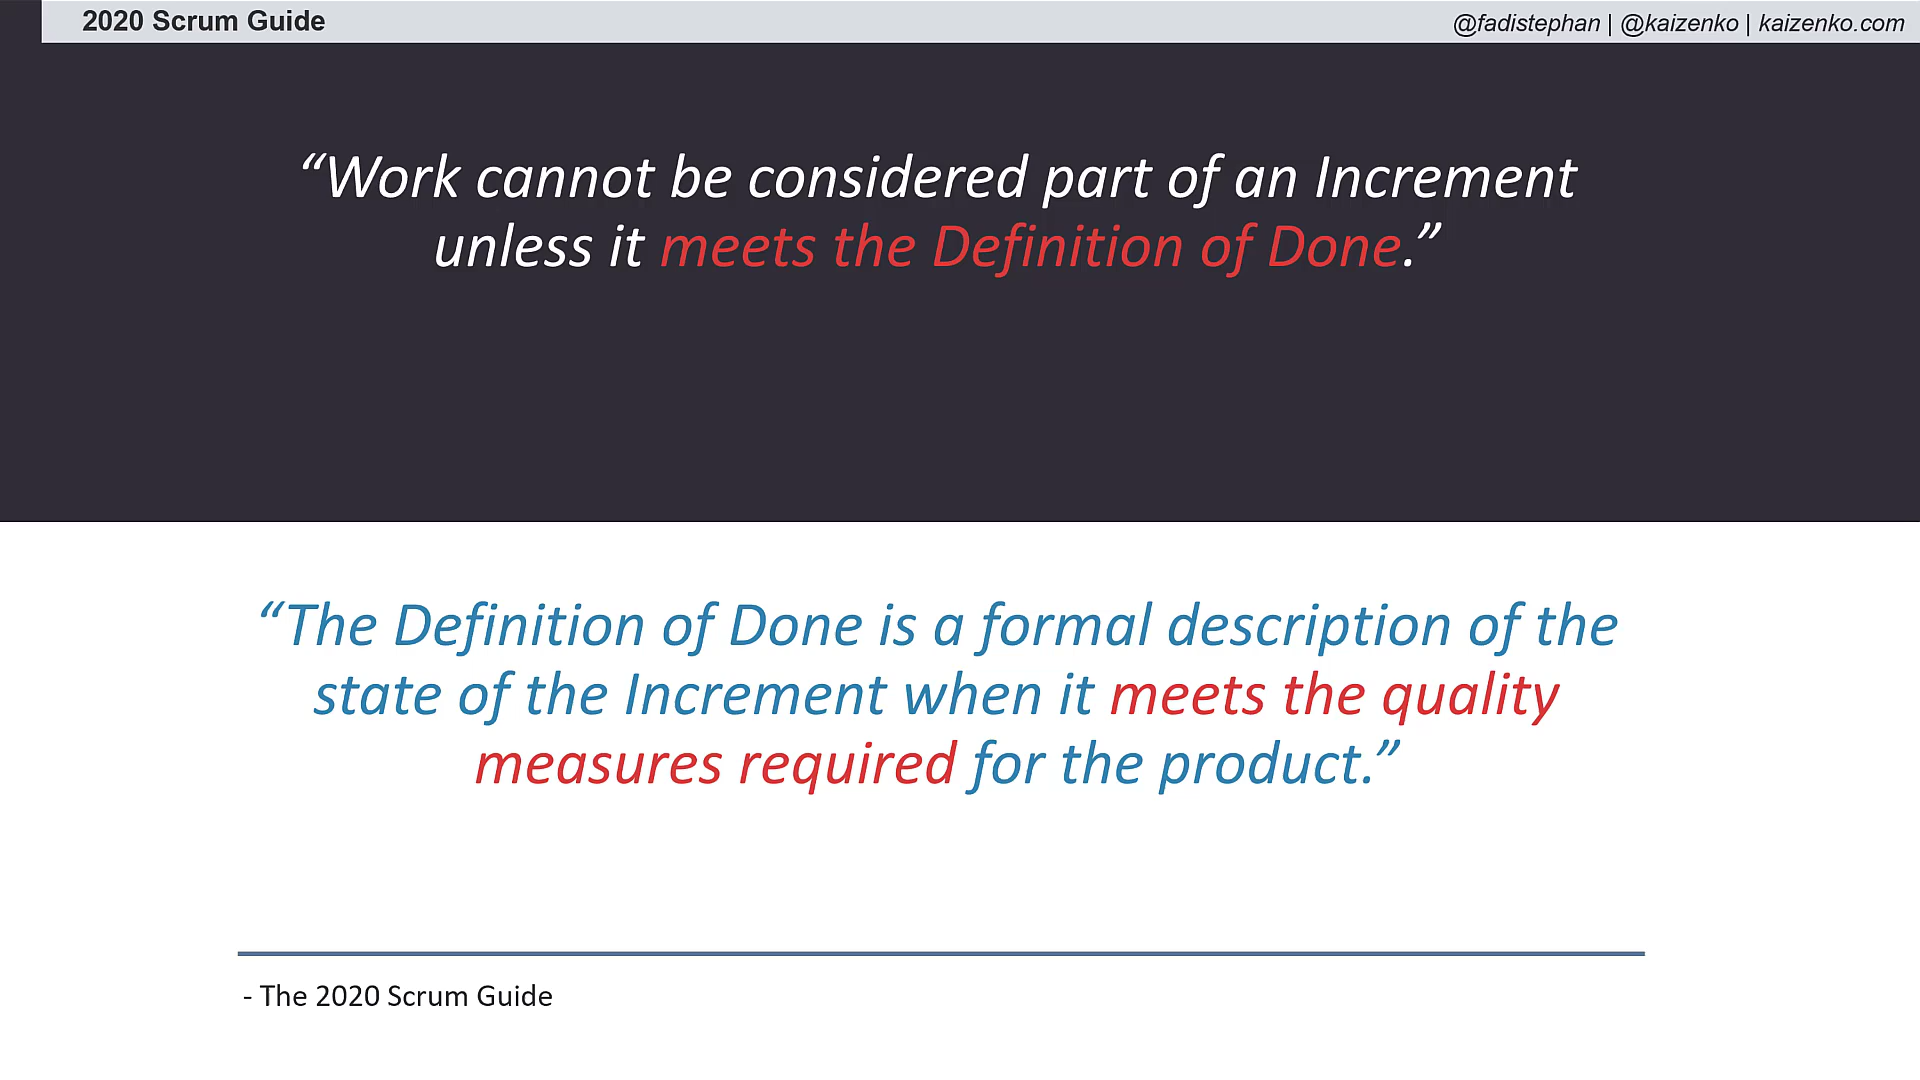 2020 Scrum Guide
@fadistephan | @kaizenko | kaizenko.com
“Work cannot be considered part of an Increment
unless it meets the Definition of Done.”
“The Definition of Done is a formal description of the
state of the Increment when it meets the quality
measures required for the product.”
- The 2020 Scrum Guide